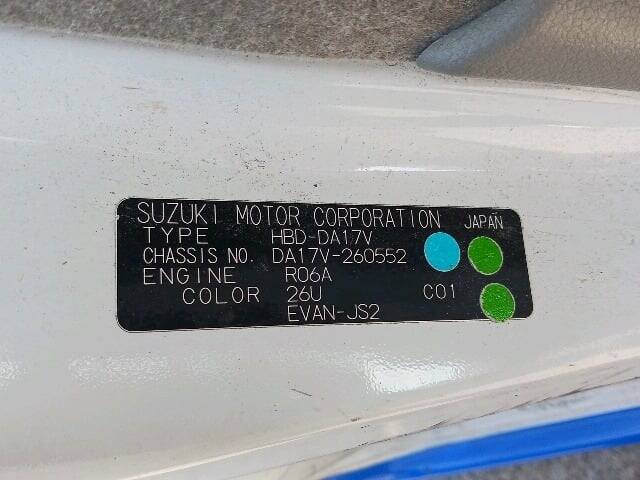 SUZUKI MOTOR CORPORATION JAPAN
TYPE HBD-DA17V
CHASSIS NO. DA17V-260552
ENGINE R06A
COLOR 26U C01
EVAN-JS2